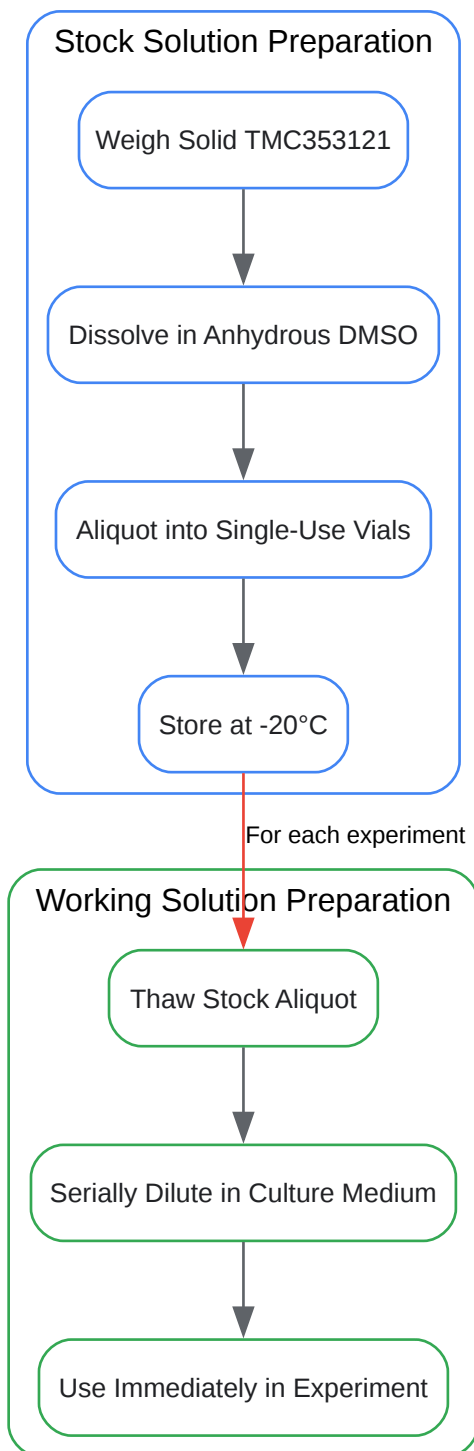 Stock Solution Preparation
Weigh Solid TMC353121
Dissolve in Anhydrous DMSO
Aliquot into Single-Use Vials
Store at -20°C
For each experiment
Working Solution Preparation
Thaw Stock Aliquot
Serially Dilute in Culture Medium
Use Immediately in Experiment